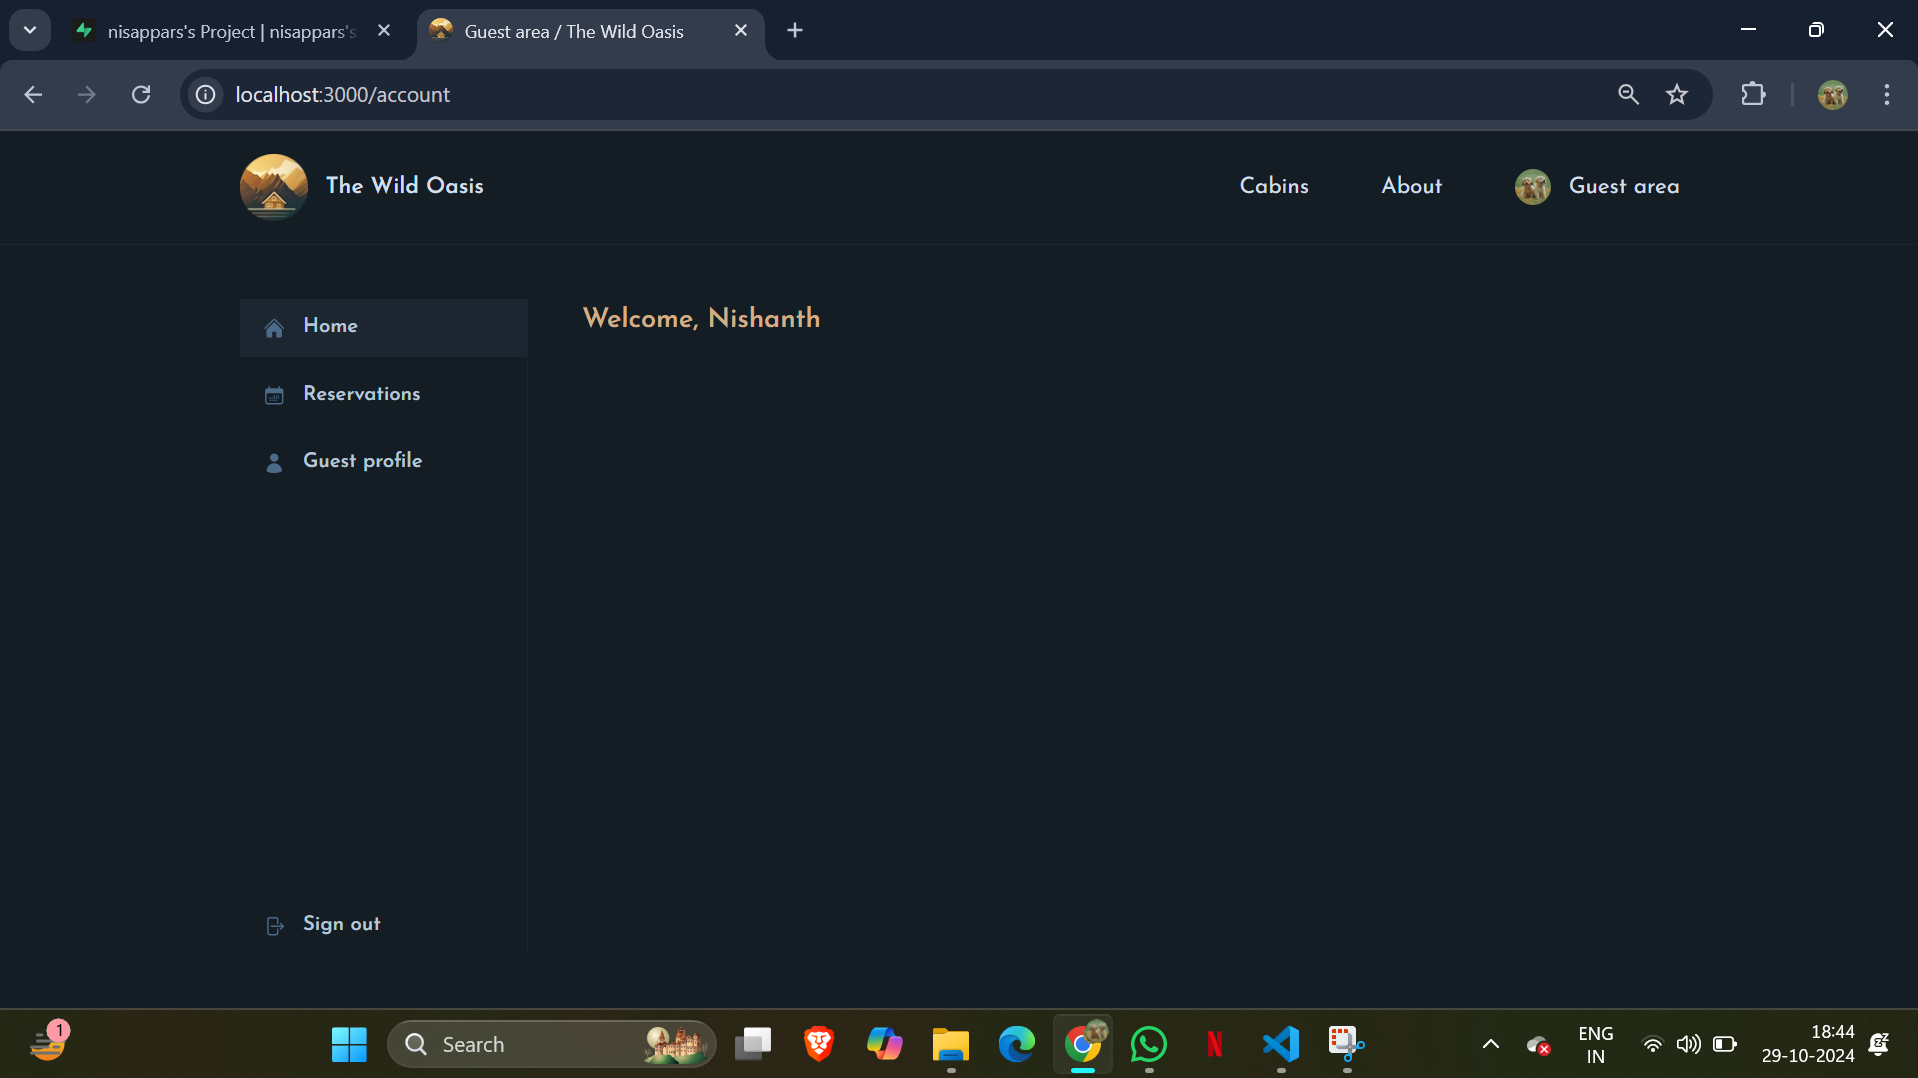 nisappars's Project | nisappars's
Guest area / The Wild Oasis
localhost:3000/account
The Wild Oasis
Cabins
About
Guest area
Home
Reservations
Guest profile
Sign out
Welcome, Nishanth
1
Search
ENG
IN
18:44
29-10-2024